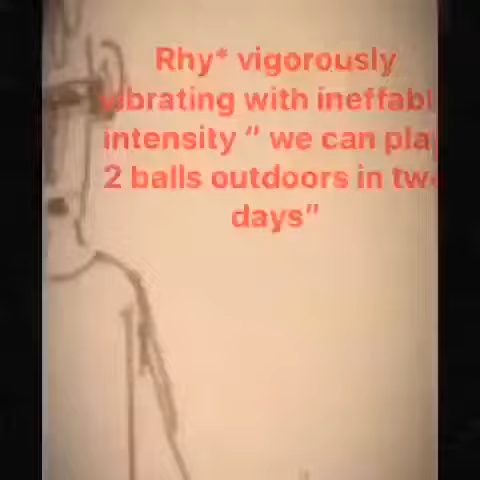 Rhy* vigorously
vibrating with ineffabl
intensity " we can pla
2 balls outdoors in tw
days"